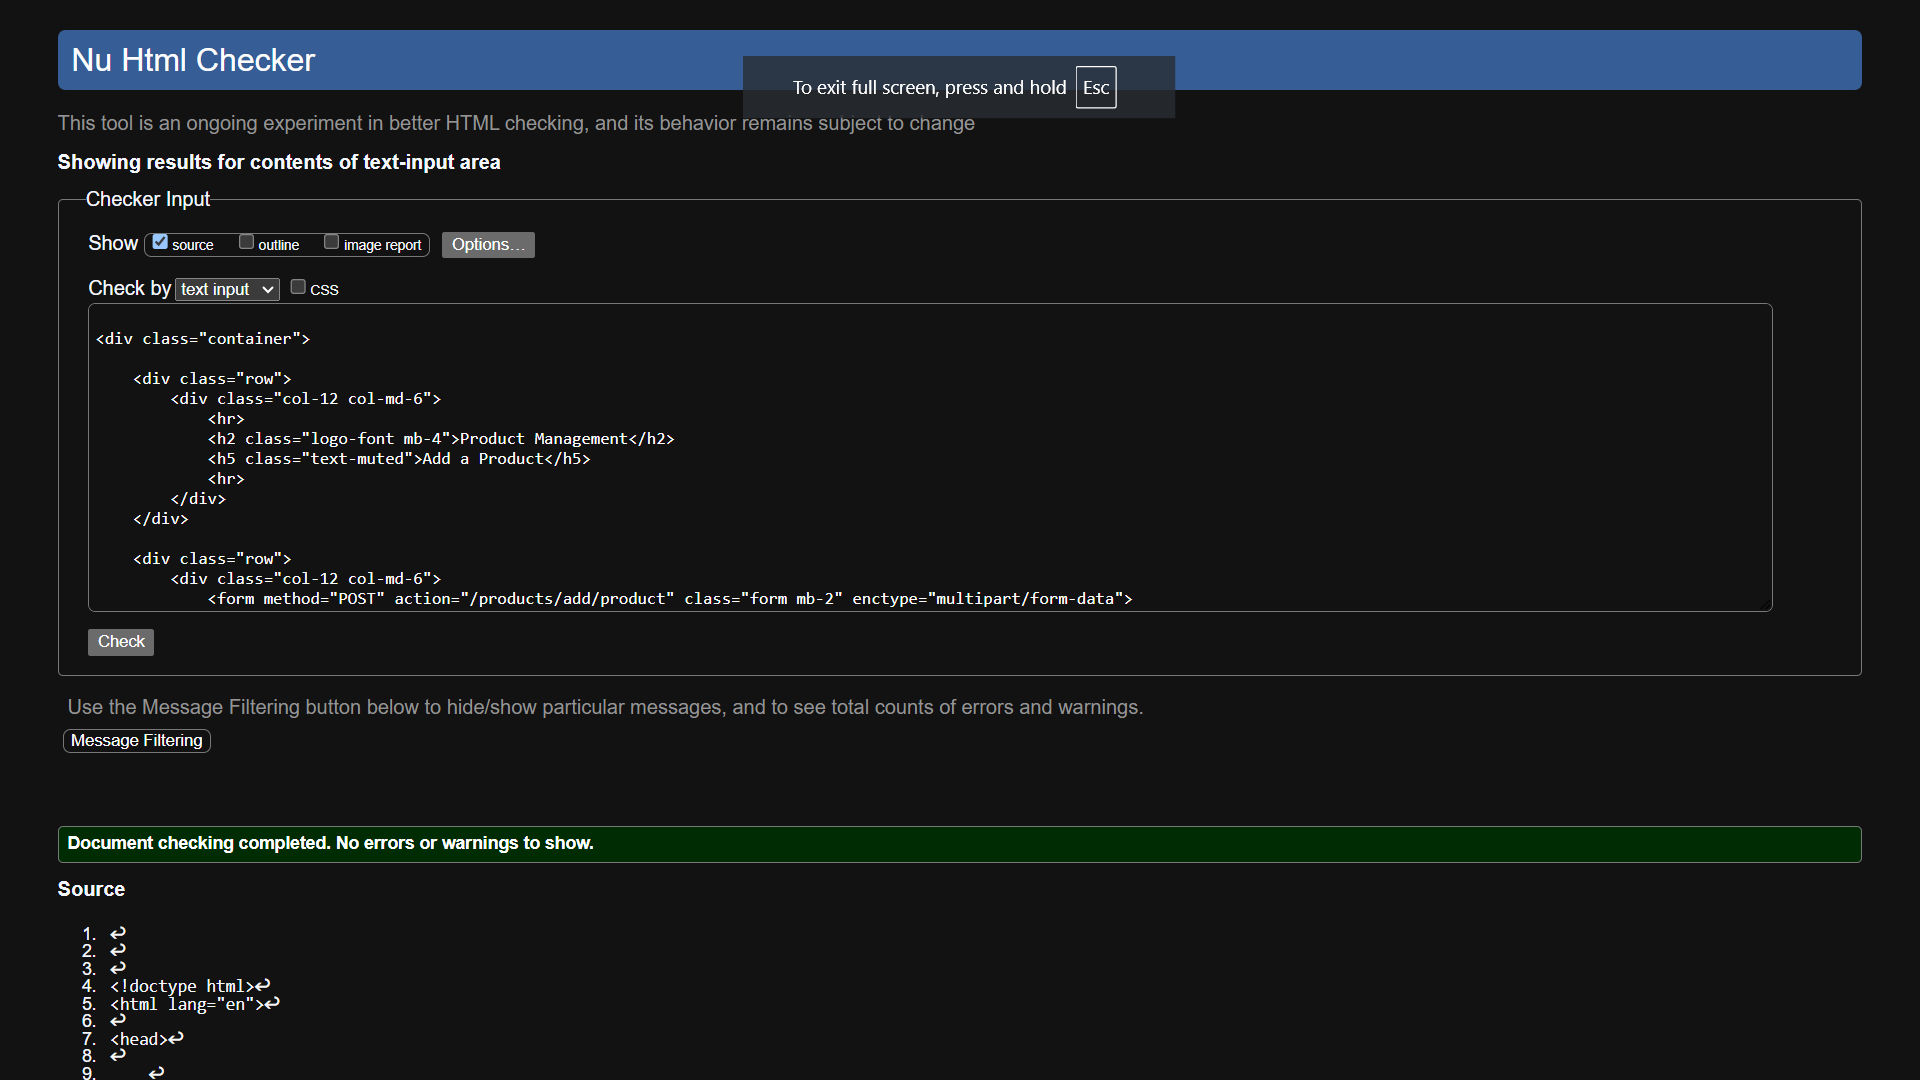 Nu Html Checker
To exit full screen, press and hold Esc
This tool is an ongoing experiment in better HTML checking, and its behavior remains subject to change
Showing results for contents of text-input area
Checker Input
Show source outline image report Options...
Check by text input CSS
<div class="container">
<div class="row">
<div class="col-12 col-md-6">
<hr>
<h2 class="logo-font mb-4">Product Management</h2>
<h5 class="text-muted">Add a Product</h5>
<hr>
</div>
</div>
<div class="row">
<div class="col-12 col-md-6">
<form method="POST" action="/products/add/product" class="form mb-2" enctype="multipart/form-data">
Check
Use the Message Filtering button below to hide/show particular messages, and to see total counts of errors and warnings.
Message Filtering
Document checking completed. No errors or warnings to show.
Source
1. ↩
2. ↩
3. ↩
4. <!doctype html>↩
5. <html lang="en">↩
6. ↩
7. <head>↩
8. ↩
9. ↩